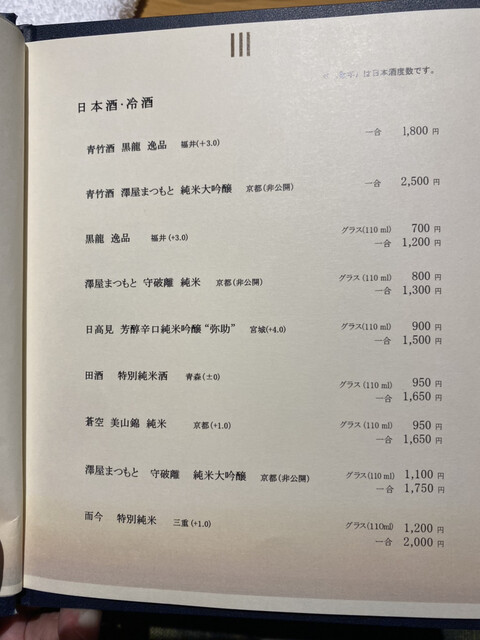 は日本酒度数です。
日本酒・冷酒
青竹酒 黒龍 逸品 福井(+3.0) 一合 1,800 円
青竹酒 澤屋まつもと 純米大吟醸 京都(非公開) 一合 2,500 円
黒龍 逸品 福井(+3.0) グラス(110 ml) 700 円
一合 1,200 円
澤屋まつもと 守破離 純米 京都(非公開) グラス(110 ml) 800 円
一合 1,300 円
日高見 芳醇辛口純米吟醸“弥助” 宮城(+4.0) グラス(110 ml) 900 円
一合 1,500 円
田酒 特別純米酒 青森(±0) グラス(110 ml) 950 円
一合 1,650 円
蒼空 美山錦 純米 京都(+1.0) グラス(110 ml) 950 円
一合 1,650 円
澤屋まつもと 守破離 純米大吟醸 京都(非公開) グラス(110 ml) 1,100 円
一合 1,750 円
而今 特別純米 三重(+1.0) グラス(110ml) 1,200 円
一合 2,000 円